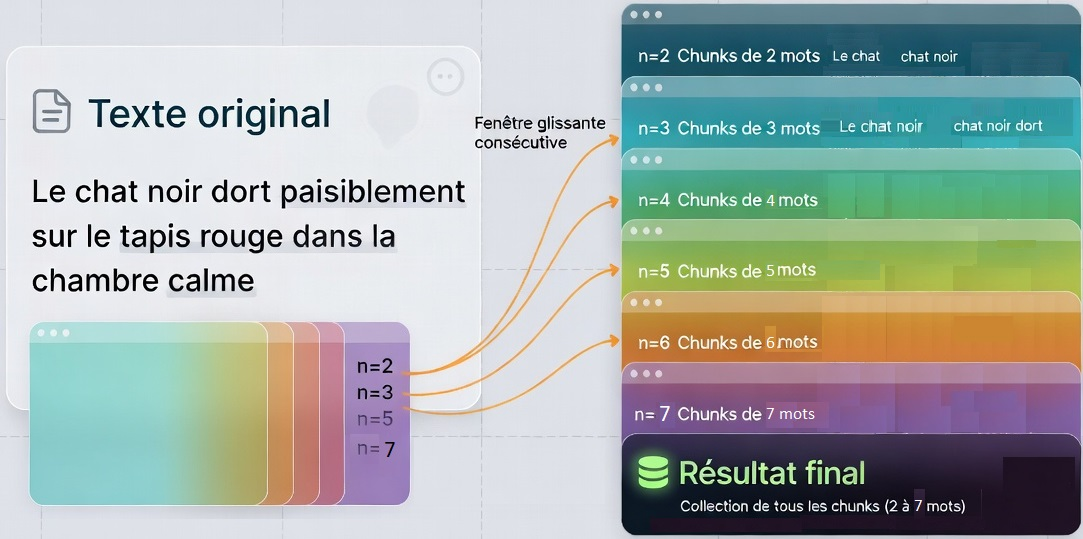 Texte original
Le chat noir dort paisiblement
sur le tapis rouge dans la
chambre calme
n=2
n=3
n=5
n= 7
Fenêtre glissante
consécutive
n=2 Chunks de 2 mots Le chat chat noir
n=3 Chunks de 3 mots Le chat noir chat noir dort
n=4 Chunks de 4 mots
n=5 Chunks de 5 mots
n=6 Chunks de 6 mots
n= 7 Chunks de 7 mots
Résultat final
Collection de tous les chunks (2 à 7 mots)